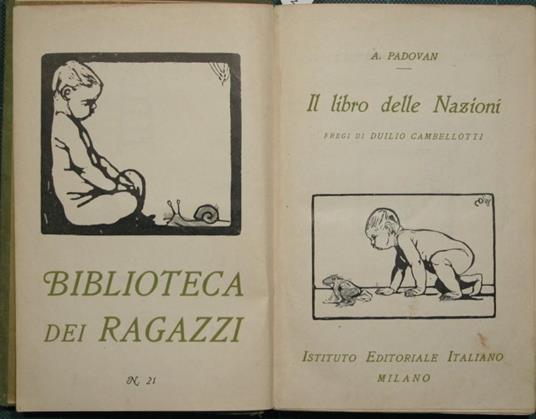 BIBLIOTECA
DEI RAGAZZI
N. 21
A. PADOVAN
Il libro delle Nazioni
FREGI DI DUILIO CAMBELLOTTI
ISTITUTO EDITORIALE ITALIANO
MILANO